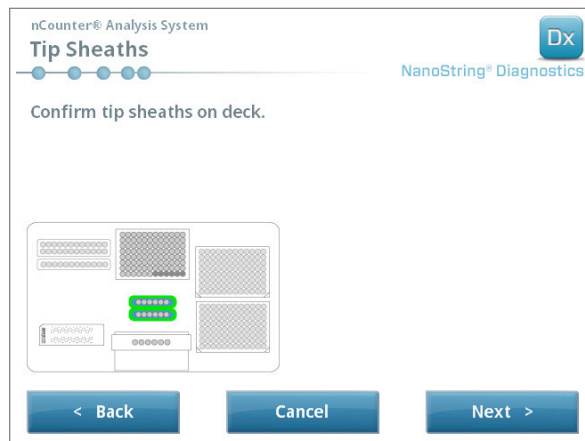 nCounter® Analysis System
Tip Sheaths
Dx
NanoString® Diagnostics
Confirm tip sheaths on deck.
< Back
Cancel
Next >